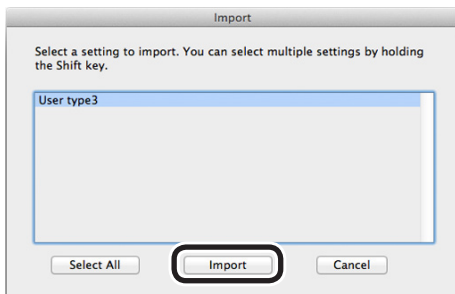 Import
Select a setting to import. You can select multiple settings by holding
the Shift key.
User type3
Select All Import Cancel